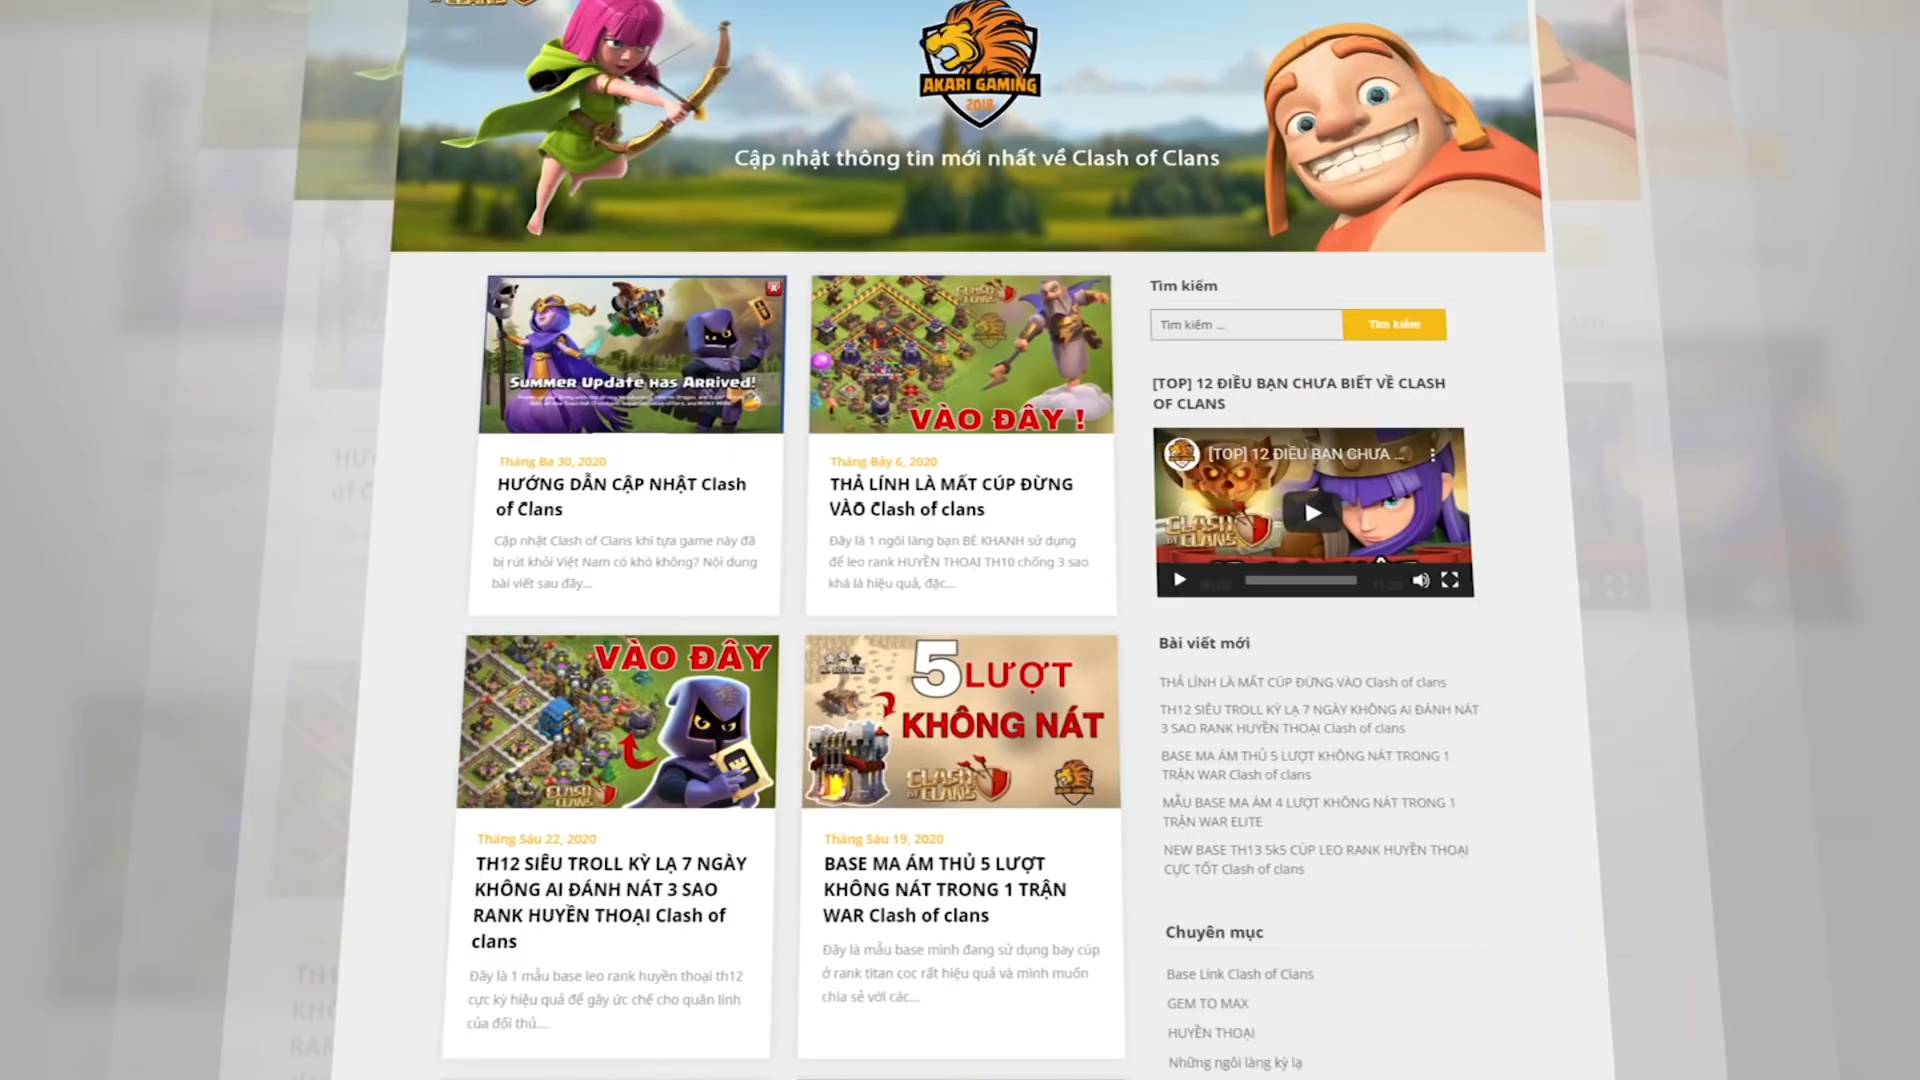 AKARI GAMING
2018
Cập nhật thông tin mới nhất về Clash of Clans
SUMMER UPDATE HAS ARRIVED!
VÀO ĐÂY !
Tháng Ba 30, 2020
HƯỚNG DẪN CẬP NHẬT Clash
of Clans
Cập nhật Clash of Clans khi tựa game này đã
bị rút khỏi Việt Nam có khó không? Nội dung
bài viết sau đây...
Tháng Bảy 6, 2020
THẢ LÍNH LÀ MẤT CÚP ĐỪNG
VÀO Clash of clans
Đây là 1 ngôi làng bạn BÉ KHANH sử dụng
để leo rank HUYỀN THOẠI TH10 chống 3 sao
khá là hiệu quả, đặc...
VÀO ĐÂY
CLASH OF CLANS
Tháng Sáu 22, 2020
TH12 SIÊU TROLL KỲ LẠ 7 NGÀY
KHÔNG AI ĐÁNH NÁT 3 SAO
RANK HUYỀN THOẠI Clash of
clans
Đây là 1 mẫu base leo rank huyền thoại th12
cực kỳ hiệu quả để gây ức chế cho quân lính
của đối thủ....
5 LƯỢT
KHÔNG NÁT
CLASH OF CLANS
AKARI GAMING
Tháng Sáu 19, 2020
BASE MA ÁM THỦ 5 LƯỢT
KHÔNG NÁT TRONG 1 TRẬN
WAR Clash of clans
Đây là mẫu base mình đang sử dụng bay cúp
ở rank titan coc rất hiệu quả và mình muốn
chia sẻ với các...
Tìm kiếm
Tìm kiếm ...
Tìm kiếm
[TOP] 12 ĐIỀU BẠN CHƯA BIẾT VỀ CLASH
OF CLANS
[TOP] 12 ĐIỀU BẠN CHƯA ...
CLASH OF CLANS
Bài viết mới
THẢ LÍNH LÀ MẤT CÚP ĐỪNG VÀO Clash of clans
TH12 SIÊU TROLL KỲ LẠ 7 NGÀY KHÔNG AI ĐÁNH NÁT
3 SAO RANK HUYỀN THOẠI Clash of clans
BASE MA ÁM THỦ 5 LƯỢT KHÔNG NÁT TRONG 1
TRẬN WAR Clash of clans
MẪU BASE MA ÁM 4 LƯỢT KHÔNG NÁT TRONG 1
TRẬN WAR ELITE
NEW BASE TH13 5k5 CÚP LEO RANK HUYỀN THOẠI
CỰC TỐT Clash of clans
Chuyên mục
Base Link Clash of Clans
GEM TO MAX
HUYỀN THOẠI
Những ngôi làng kỳ lạ